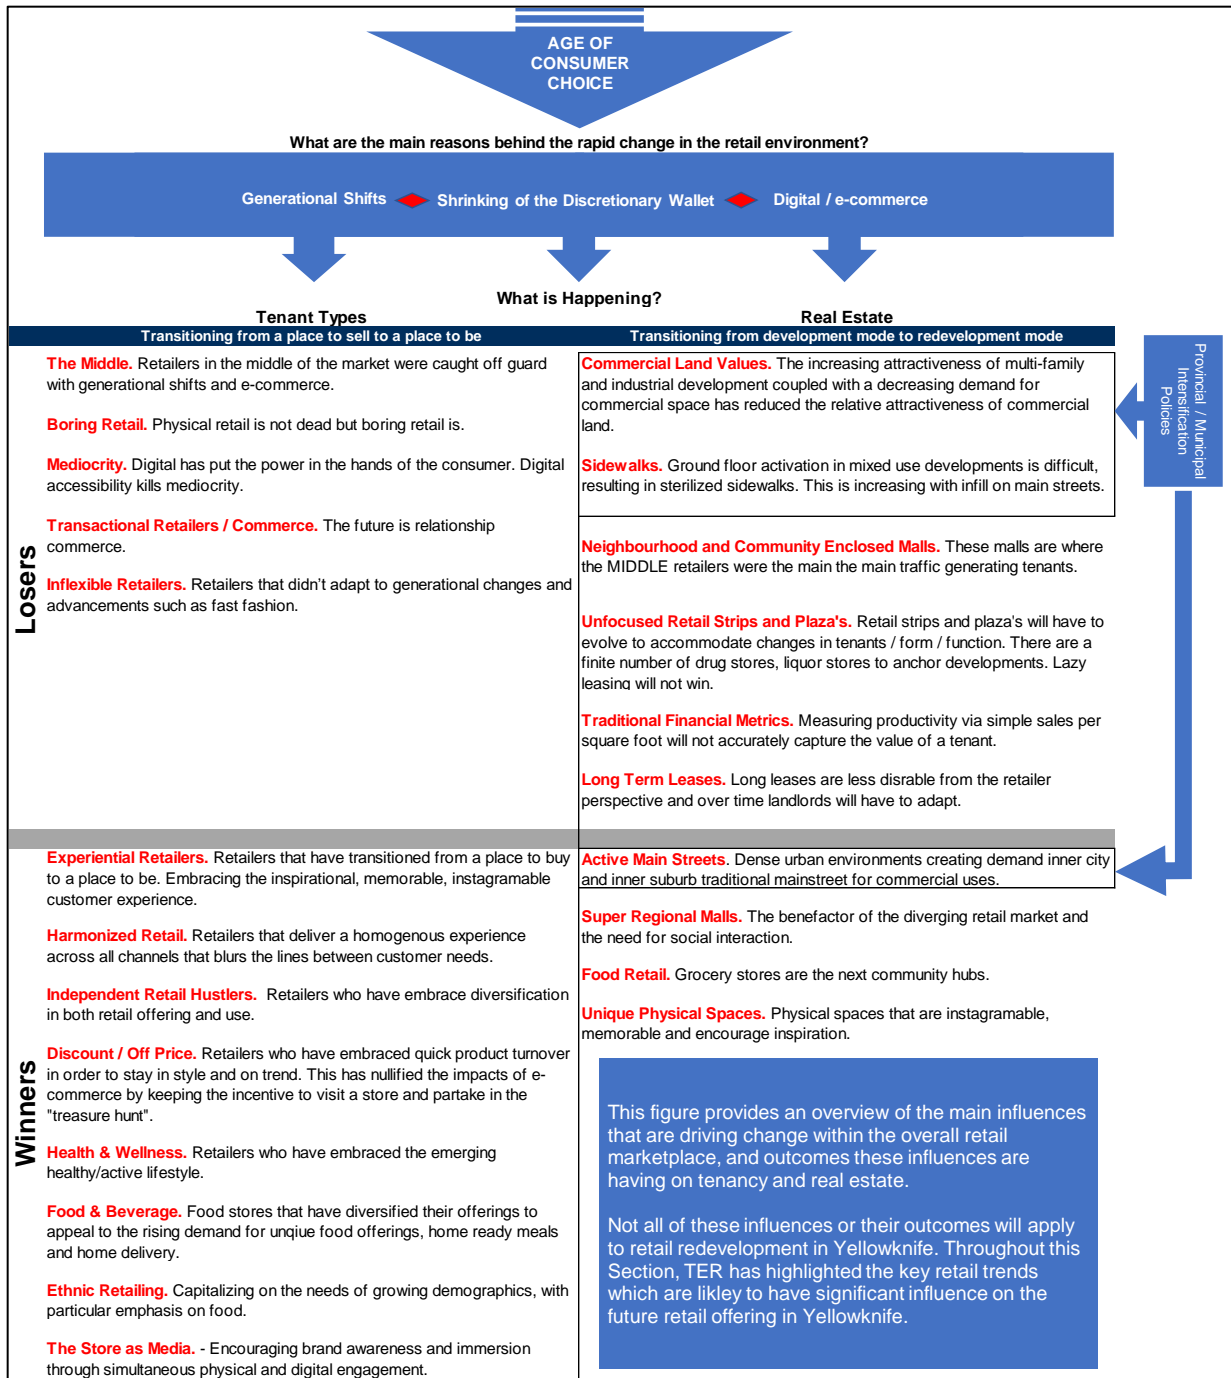 AGE OF
CONSUMER
CHOICE
What are the main reasons behind the rapid change in the retail environment?
Generational Shifts
Shrinking of the Discretionary Wallet
Digital / e-commerce
What is Happening?
Tenant Types
Real Estate
Transitioning from a place to sell to a place to be
Transitioning from development mode to redevelopment mode
Provincial / Municipal
Intensification
Policies
Losers
The Middle. Retailers in the middle of the market were caught off guard
with generational shifts and e-commerce.
Boring Retail. Physical retail is not dead but boring retail is.
Mediocrity. Digital has put the power in the hands of the consumer. Digital
accessibility kills mediocrity.
Transactional Retailers / Commerce. The future is relationship
commerce.
Inflexible Retailers. Retailers that didn't adapt to generational changes and
advancements such as fast fashion.
Commercial Land Values. The increasing attractiveness of multi-family
and industrial development coupled with a decreasing demand for
commercial space has reduced the relative attractiveness of commercial
land.
Sidewalks. Ground floor activation in mixed use developments is difficult,
resulting in sterilized sidewalks. This is increasing with infill on main streets.
Neighbourhood and Community Enclosed Malls. These malls are where
the MIDDLE retailers were the main the main traffic generating tenants.
Unfocused Retail Strips and Plaza's. Retail strips and plaza's will have to
evolve to accommodate changes in tenants / form / function. There are a
finite number of drug stores, liquor stores to anchor developments. Lazy
leasing will not win.
Traditional Financial Metrics. Measuring productivity via simple sales per
square foot will not accurately capture the value of a tenant.
Long Term Leases. Long leases are less disrable from the retailer
perspective and over time landlords will have to adapt.
Winners
Experiential Retailers. Retailers that have transitioned from a place to buy
to a place to be. Embracing the inspirational, memorable, instagramable
customer experience.
Harmonized Retail. Retailers that deliver a homogenous experience
across all channels that blurs the lines between customer needs.
Independent Retail Hustlers. Retailers who have embrace diversification
in both retail offering and use.
Discount / Off Price. Retailers who have embraced quick product turnover
in order to stay in style and on trend. This has nullified the impacts of e-
commerce by keeping the incentive to visit a store and partake in the
"treasure hunt".
Health & Wellness. Retailers who have embraced the emerging
healthy/active lifestyle.
Food & Beverage. Food stores that have diversified their offerings to
appeal to the rising demand for unqiue food offerings, home ready meals
and home delivery.
Ethnic Retailing. Capitalizing on the needs of growing demographics, with
particular emphasis on food.
The Store as Media. - Encouraging brand awareness and immersion
through simultaneous physical and digital engagement.
Active Main Streets. Dense urban environments creating demand inner city
and inner suburb traditional mainstreet for commercial uses.
Super Regional Malls. The benefactor of the diverging retail market and
the need for social interaction.
Food Retail. Grocery stores are the next community hubs.
Unique Physical Spaces. Physical spaces that are instagramable,
memorable and encourage inspiration.
This figure provides an overview of the main influences
that are driving change within the overall retail
marketplace, and outcomes these influences are
having on tenancy and real estate.
Not all of these influences or their outcomes will apply
to retail redevelopment in Yellowknife. Throughout this
Section, TER has highlighted the key retail trends
which are likley to have significant influence on the
future retail offering in Yellowknife.